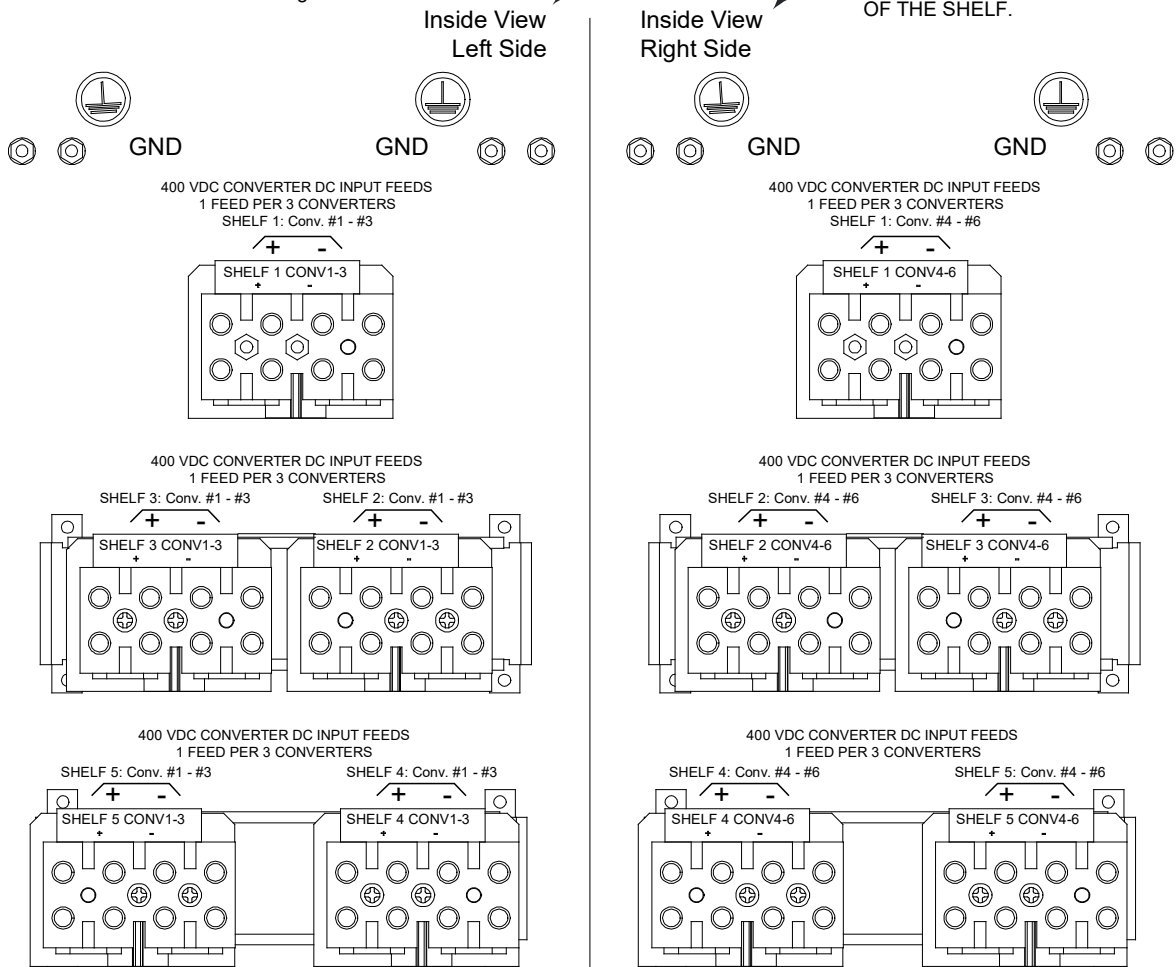 Inside View
Left Side
Inside View
Right Side
OF THE SHELF.
GND GND
400 VDC CONVERTER DC INPUT FEEDS
1 FEED PER 3 CONVERTERS
SHELF 1: Conv. #1 - #3
+ -
SHELF 1 CONV1-3
+ -
400 VDC CONVERTER DC INPUT FEEDS
1 FEED PER 3 CONVERTERS
SHELF 3: Conv. #1 - #3 SHELF 2: Conv. #1 - #3
+ - + -
SHELF 3 CONV1-3 SHELF 2 CONV1-3
+ - + -
400 VDC CONVERTER DC INPUT FEEDS
1 FEED PER 3 CONVERTERS
SHELF 5: Conv. #1 - #3 SHELF 4: Conv. #1 - #3
+ - + -
SHELF 5 CONV1-3 SHELF 4 CONV1-3
+ - + -
GND GND
400 VDC CONVERTER DC INPUT FEEDS
1 FEED PER 3 CONVERTERS
SHELF 1: Conv. #4 - #6
+ -
SHELF 1 CONV4-6
+ -
400 VDC CONVERTER DC INPUT FEEDS
1 FEED PER 3 CONVERTERS
SHELF 2: Conv. #4 - #6 SHELF 3: Conv. #4 - #6
+ - + -
SHELF 2 CONV4-6 SHELF 3 CONV4-6
+ - + -
400 VDC CONVERTER DC INPUT FEEDS
1 FEED PER 3 CONVERTERS
SHELF 4: Conv. #4 - #6 SHELF 5: Conv. #4 - #6
+ - + -
SHELF 4 CONV4-6 SHELF 5 CONV4-6
+ - + -